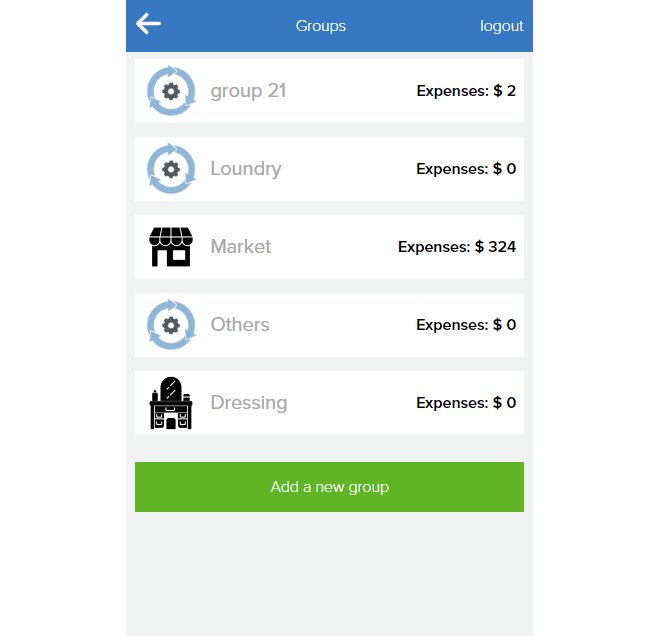 Groups logout
group 21 Expenses: $ 2
Loundry Expenses: $ 0
Market Expenses: $ 324
Others Expenses: $ 0
Dressing Expenses: $ 0
Add a new group